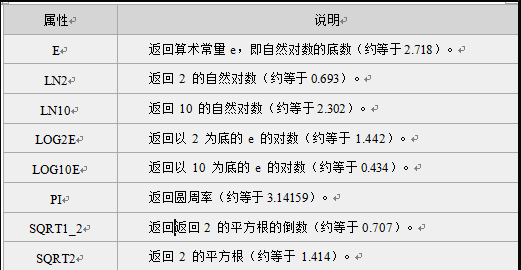 属性 说明
E 返回算术常量 e，即自然对数的底数（约等于2.718）。
LN2 返回 2 的自然对数（约等于0.693）。
LN10 返回 10 的自然对数（约等于2.302）。
LOG2E 返回以 2 为底的 e 的对数（约等于 1.442）。
LOG10E 返回以 10 为底的 e 的对数（约等于 0.434）。
PI 返回圆周率（约等于3.14159）。
SQRT1_2 返回返回 2 的平方根的倒数（约等于 0.707）。
SQRT2 返回 2 的平方根（约等于 1.414）。